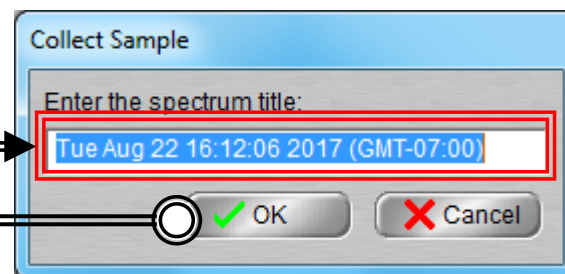 Collect Sample
Enter the spectrum title:
Tue Aug 22 16:12:06 2017 (GMT-07:00)
OK Cancel